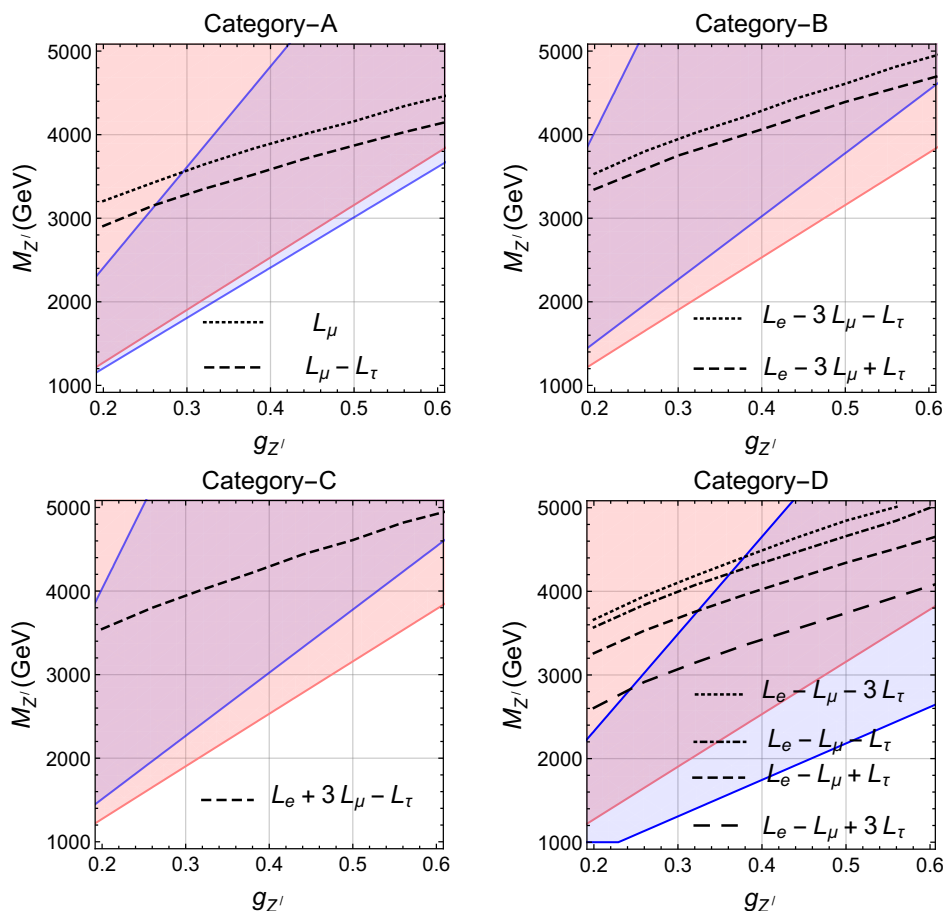 Category-A
5000
4000
3000
2000
1000
0.2 0.3 0.4 0.5 0.6
M_{Z'} (GeV)
g_{Z'}
L_μ
L_μ − L_τ
Category-B
5000
4000
3000
2000
1000
0.2 0.3 0.4 0.5 0.6
M_{Z'} (GeV)
g_{Z'}
L_e − 3 L_μ − L_τ
L_e − 3 L_μ + L_τ
Category-C
5000
4000
3000
2000
1000
0.2 0.3 0.4 0.5 0.6
M_{Z'} (GeV)
g_{Z'}
L_e + 3 L_μ − L_τ
Category-D
5000
4000
3000
2000
1000
0.2 0.3 0.4 0.5 0.6
M_{Z'} (GeV)
g_{Z'}
L_e − L_μ − 3 L_τ
L_e − L_μ − L_τ
L_e − L_μ + L_τ
L_e − L_μ + 3 L_τ